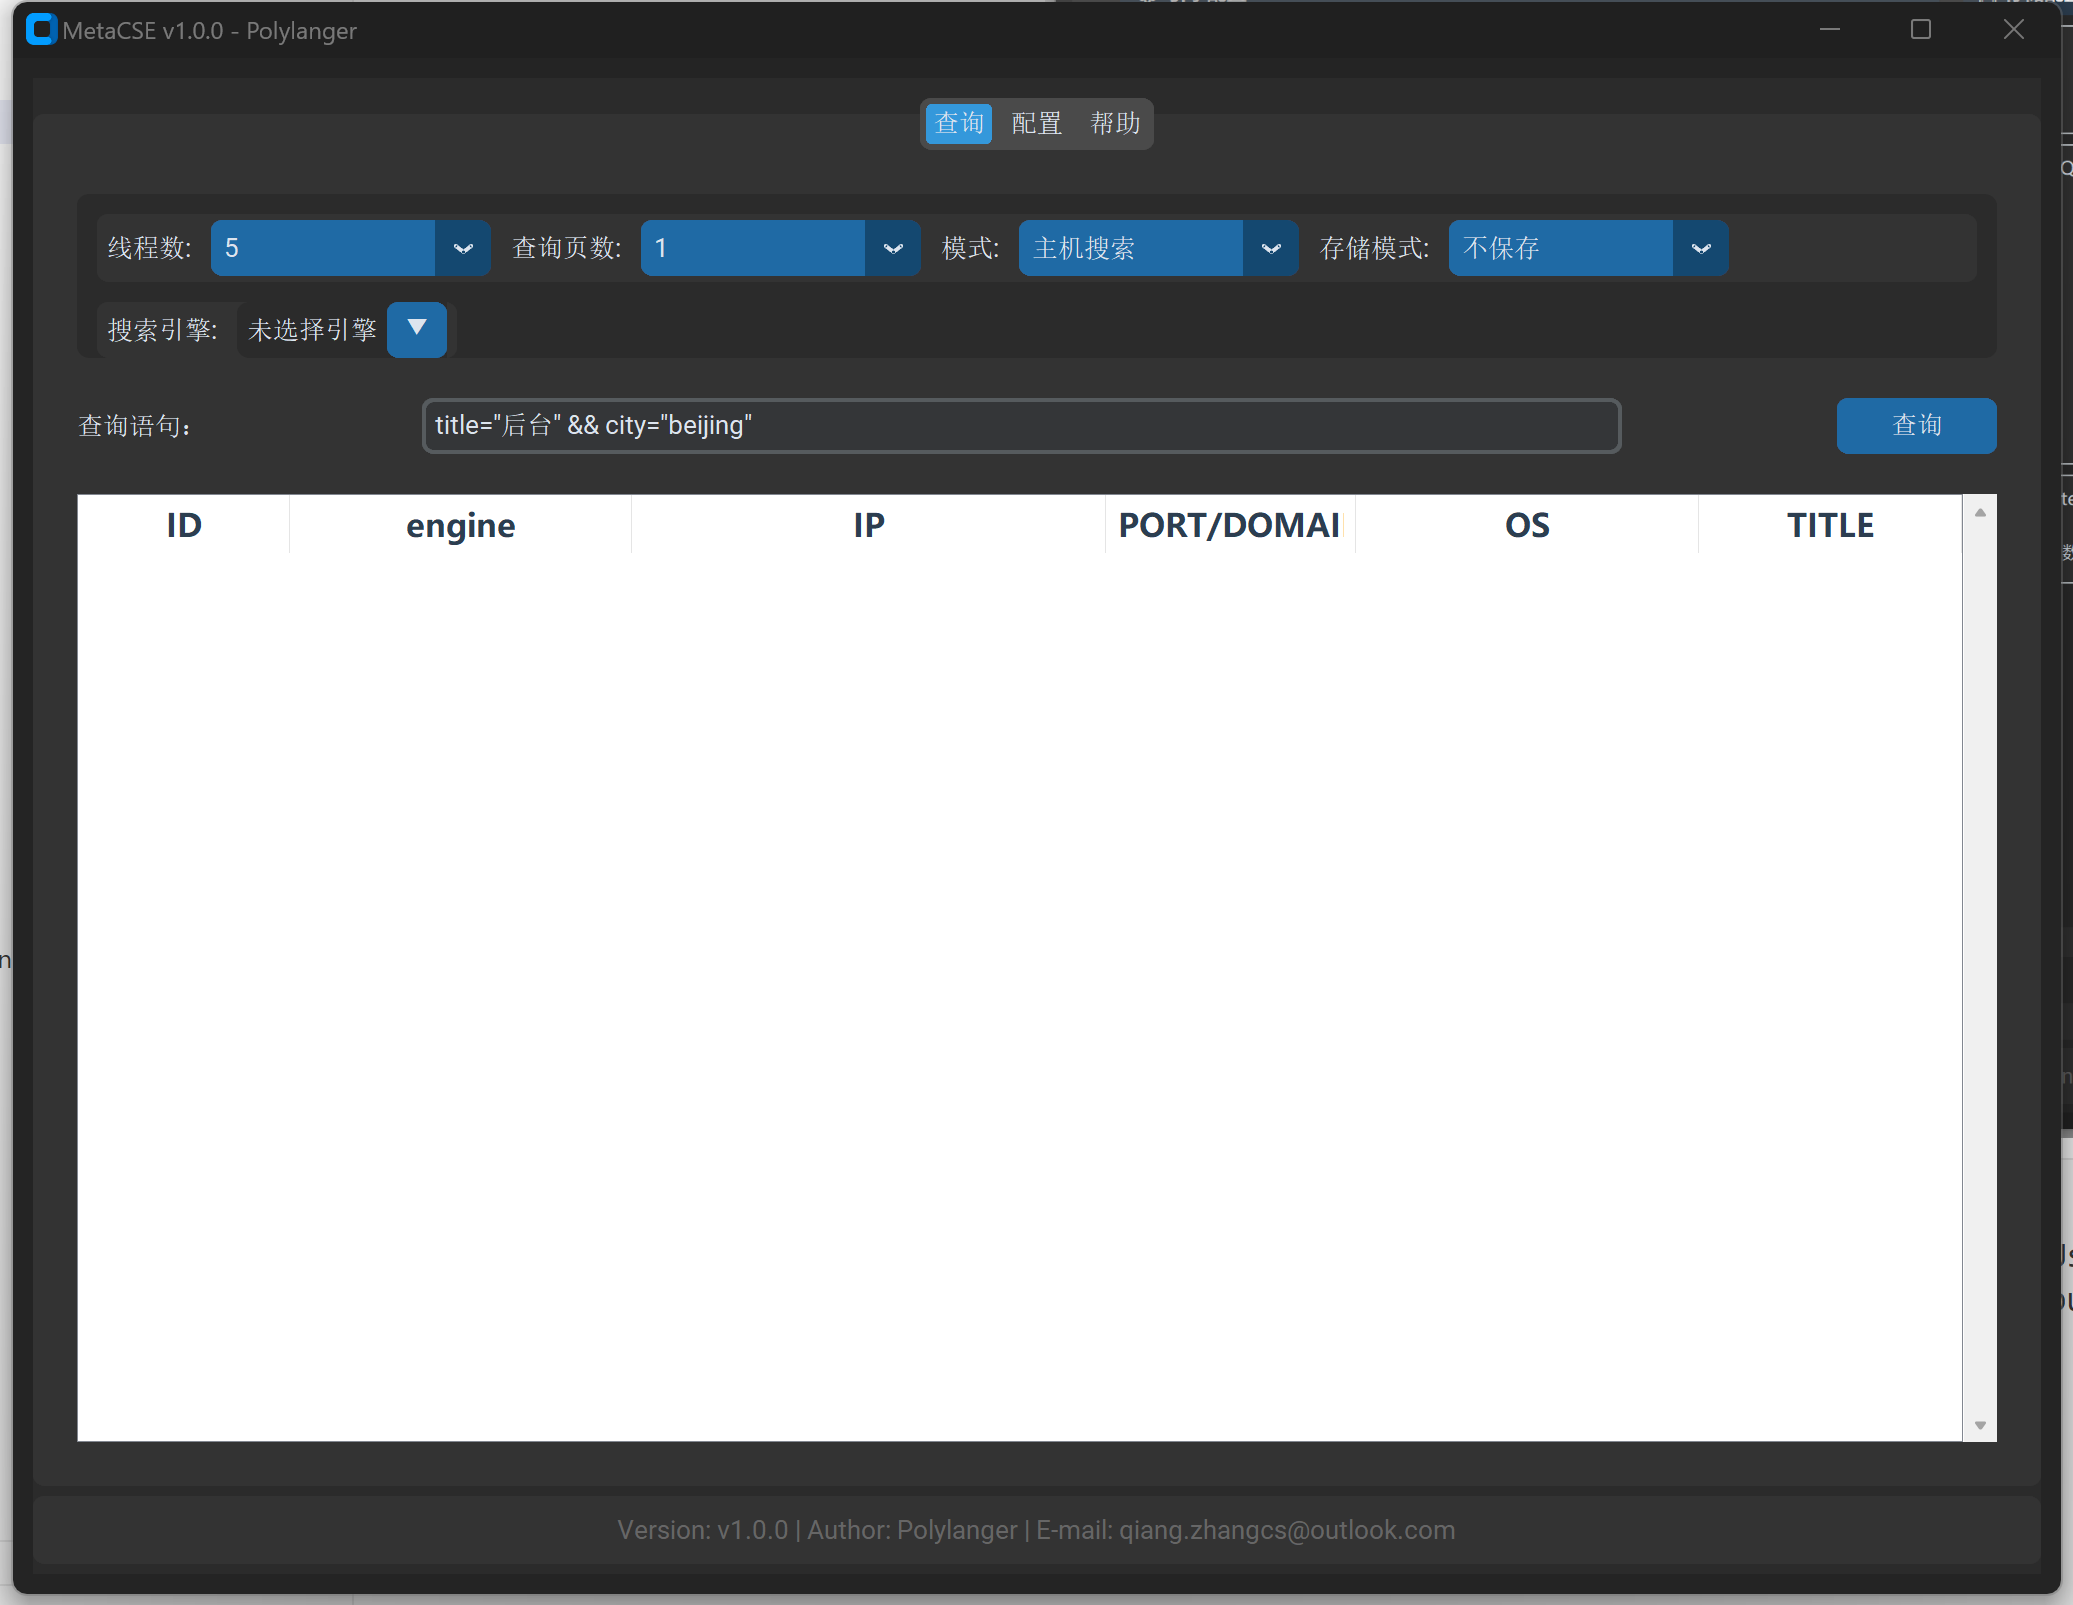 MetaCSE v1.0.0 - Polylanger
查询 配置 帮助
线程数: 5 查询页数: 1 模式: 主机搜索 存储模式: 不保存
搜索引擎: 未选择引擎
查询语句： title="后台" && city="beijing" 查询
ID engine IP PORT/DOMAI OS TITLE
Version: v1.0.0 | Author: Polylanger | E-mail: qiang.zhangcs@outlook.com